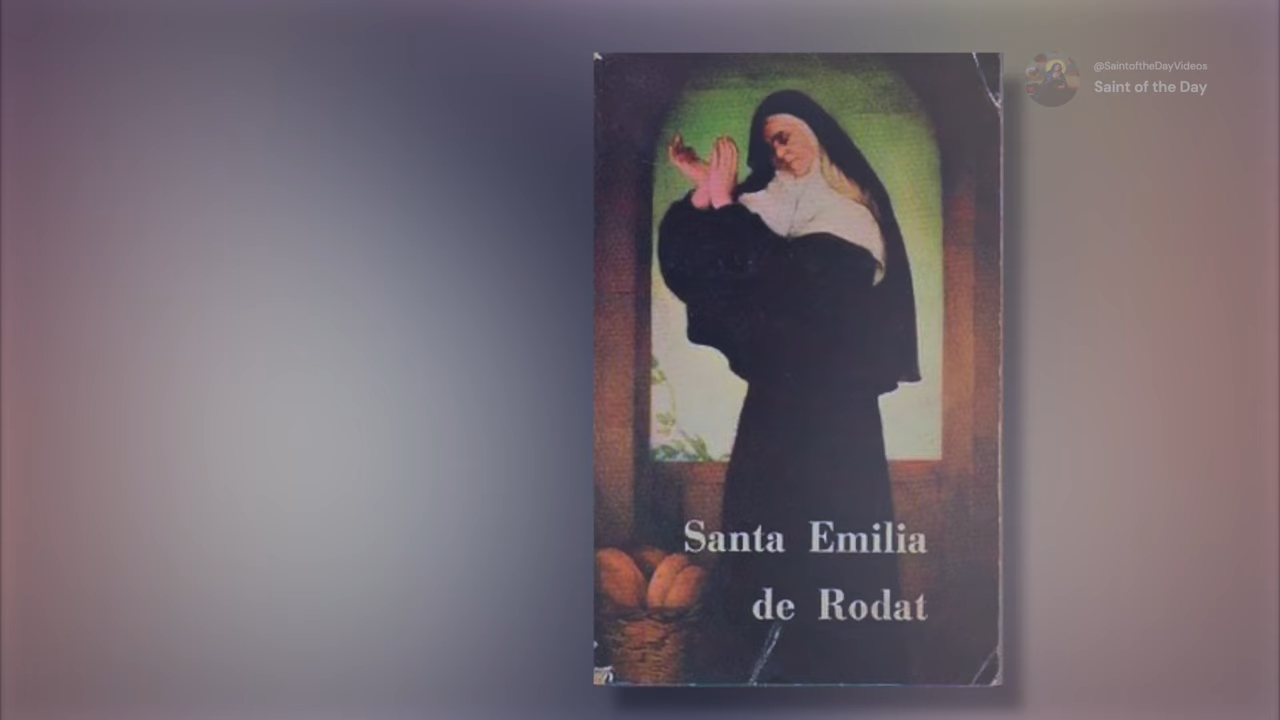 @SaintoftheDayVideos
Saint of the Day
Santa Emilia
de Rodat